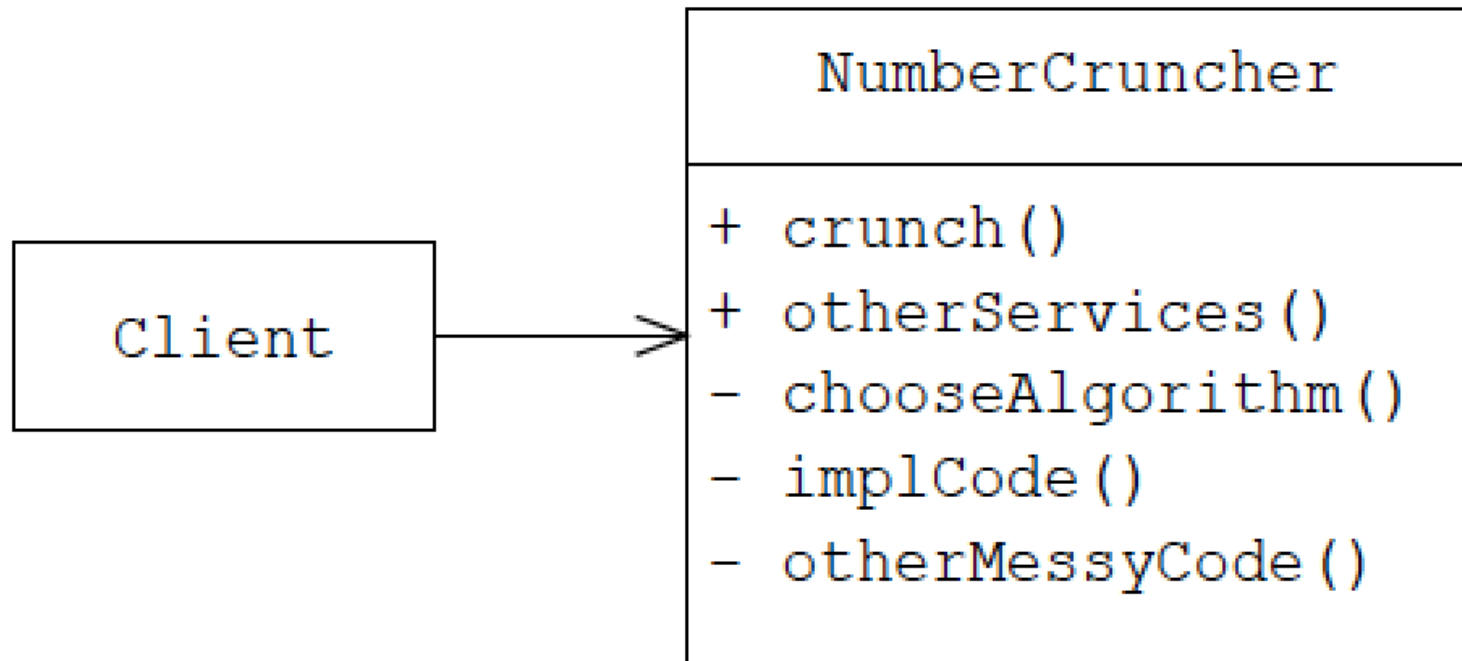 NumberCruncher
Client
+ crunch()
+ otherServices()
- chooseAlgorithm()
- implCode()
- otherMessyCode()